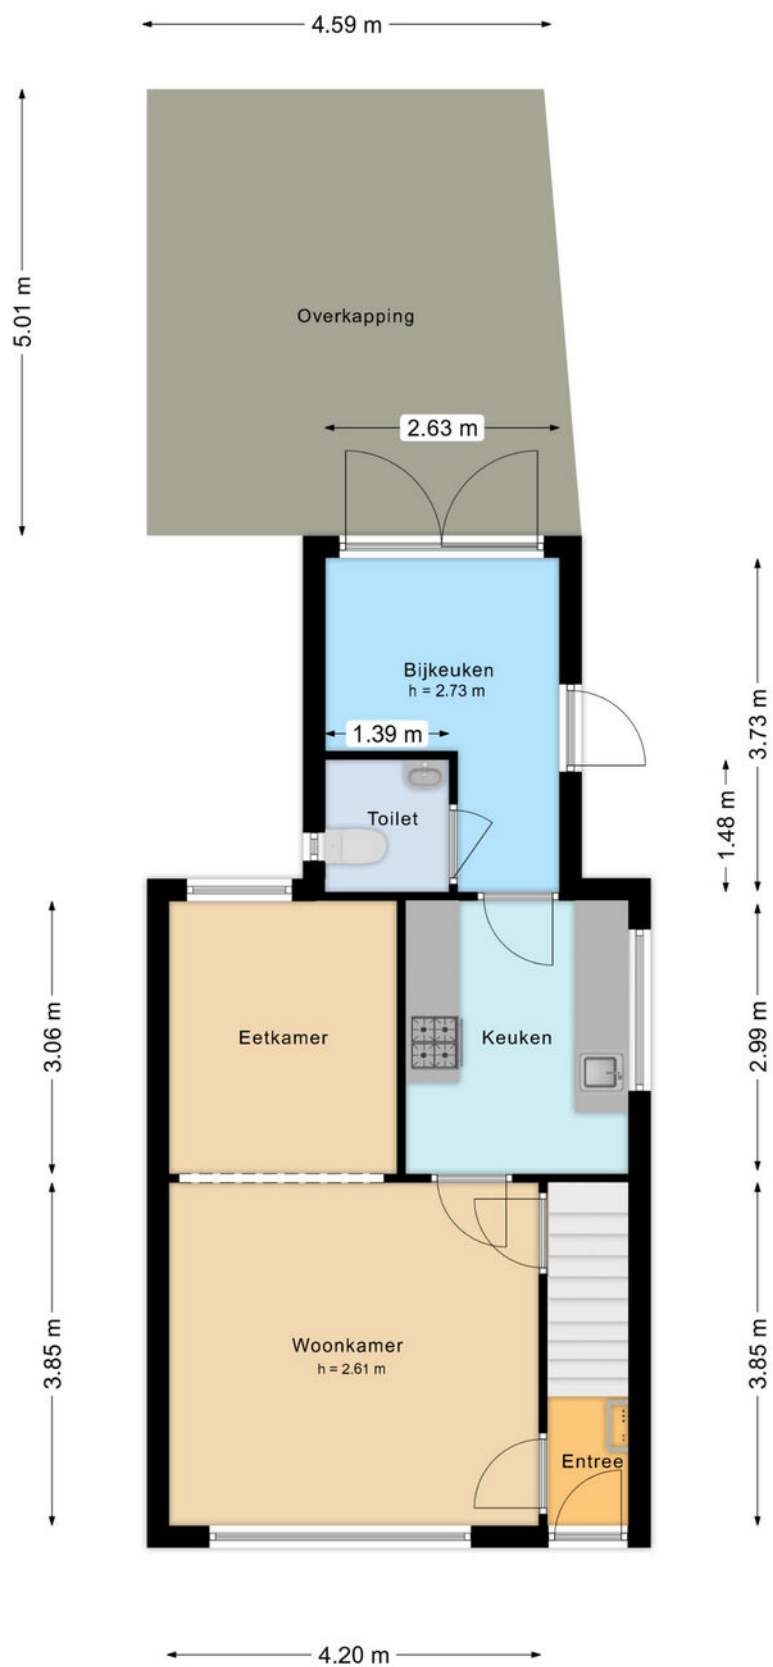 4.59 m
5.01 m
Overkapping
2.63 m
Bijkeuken
h = 2.73 m
3.73 m
1.39 m
1.48 m
Toilet
3.06 m
Eetkamer
Keuken
2.99 m
3.85 m
Woonkamer
h = 2.61 m
3.85 m
Entree
4.20 m